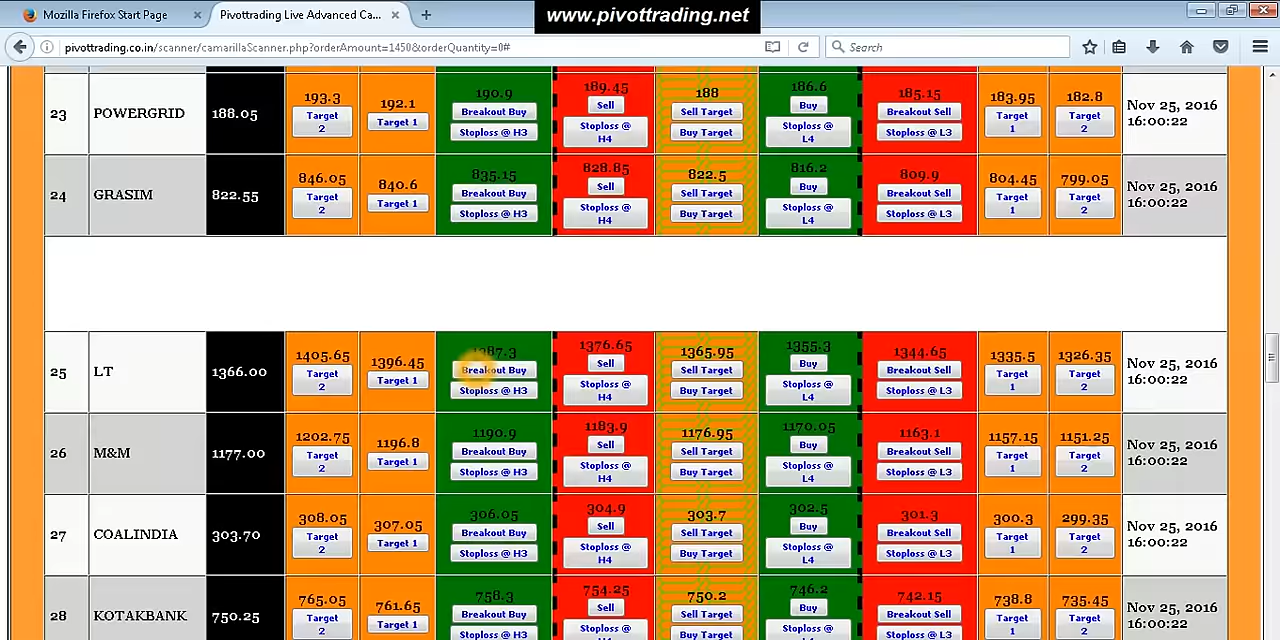 www.pivottrading.net
Mozilla Firefox Start Page
Pivottrading Live Advanced Ca...
pivottrading.co.in/scanner/camarillaScanner.php?orderAmount=1450&orderQuantity=0#
Search
23 POWERGRID 188.05 193.3 Target 2 192.1 Target 1 190.9 Breakout Buy Stoploss @ H3 189.45 Sell Stoploss @ H4 188 Sell Target Buy Target 186.6 Buy Stoploss @ L4 185.15 Breakout Sell Stoploss @ L3 183.95 Target 1 182.8 Target 2 Nov 25, 2016 16:00:22
24 GRASIM 822.55 846.05 Target 2 840.6 Target 1 835.15 Breakout Buy Stoploss @ H3 828.85 Sell Stoploss @ H4 822.5 Sell Target Buy Target 816.2 Buy Stoploss @ L4 809.9 Breakout Sell Stoploss @ L3 804.45 Target 1 799.05 Target 2 Nov 25, 2016 16:00:22
25 LT 1366.00 1405.65 Target 2 1396.45 Target 1 1387.3 Breakout Buy Stoploss @ H3 1376.65 Sell Stoploss @ H4 1365.95 Sell Target Buy Target 1355.3 Buy Stoploss @ L4 1344.65 Breakout Sell Stoploss @ L3 1335.5 Target 1 1326.35 Target 2 Nov 25, 2016 16:00:22
26 M&M 1177.00 1202.75 Target 2 1196.8 Target 1 1190.9 Breakout Buy Stoploss @ H3 1183.9 Sell Stoploss @ H4 1176.95 Sell Target Buy Target 1170.05 Buy Stoploss @ L4 1163.1 Breakout Sell Stoploss @ L3 1157.15 Target 1 1151.25 Target 2 Nov 25, 2016 16:00:22
27 COALINDIA 303.70 308.05 Target 2 307.05 Target 1 306.05 Breakout Buy Stoploss @ H3 304.9 Sell Stoploss @ H4 303.7 Sell Target Buy Target 302.5 Buy Stoploss @ L4 301.3 Breakout Sell Stoploss @ L3 300.3 Target 1 299.35 Target 2 Nov 25, 2016 16:00:22
28 KOTAKBANK 750.25 765.05 Target 2 761.65 Target 1 758.3 Breakout Buy Stoploss @ H3 754.25 Sell Stoploss @ 750.2 Sell Target Buy Target 746.2 Buy Stoploss @ 742.15 Breakout Sell Stoploss @ L3 738.8 Target 1 735.45 Target 2 Nov 25, 2016 16:00:22